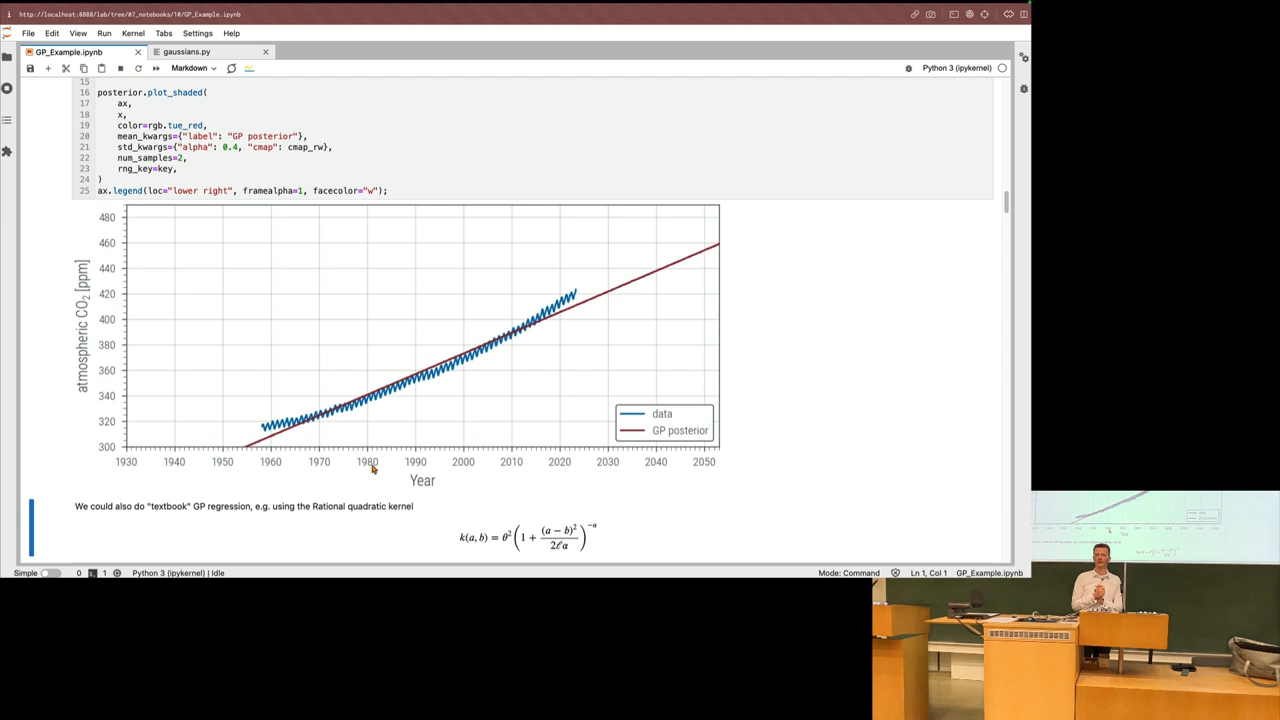 http://localhost:8888/lab/tree/07_notebooks/10/GP_Example.ipynb
File Edit View Run Kernel Tabs Settings Help
GP_Example.ipynb
gaussians.py
Markdown
Python 3 (ipykernel)
15
16 posterior.plot_shaded(
17 ax,
18 x,
19 color=rgb.tue_red,
20 mean_kwargs={"label": "GP posterior"},
21 std_kwargs={"alpha": 0.4, "cmap": cmap_rw},
22 num_samples=2,
23 rng_key=key,
24 )
25 ax.legend(loc="lower right", framealpha=1, facecolor="w");
480
460
440
420
400
380
360
340
320
300
atmospheric CO₂ [ppm]
data
GP posterior
1930 1940 1950 1960 1970 1980 1990 2000 2010 2020 2030 2040 2050
Year
We could also do "textbook" GP regression, e.g. using the Rational quadratic kernel
k(a, b) = θ² (1 + (a − b)² / 2ℓα)^−α
Simple 0 1 Python 3 (ipykernel) | Idle
Mode: Command Ln 1, Col 1 GP_Example.ipynb